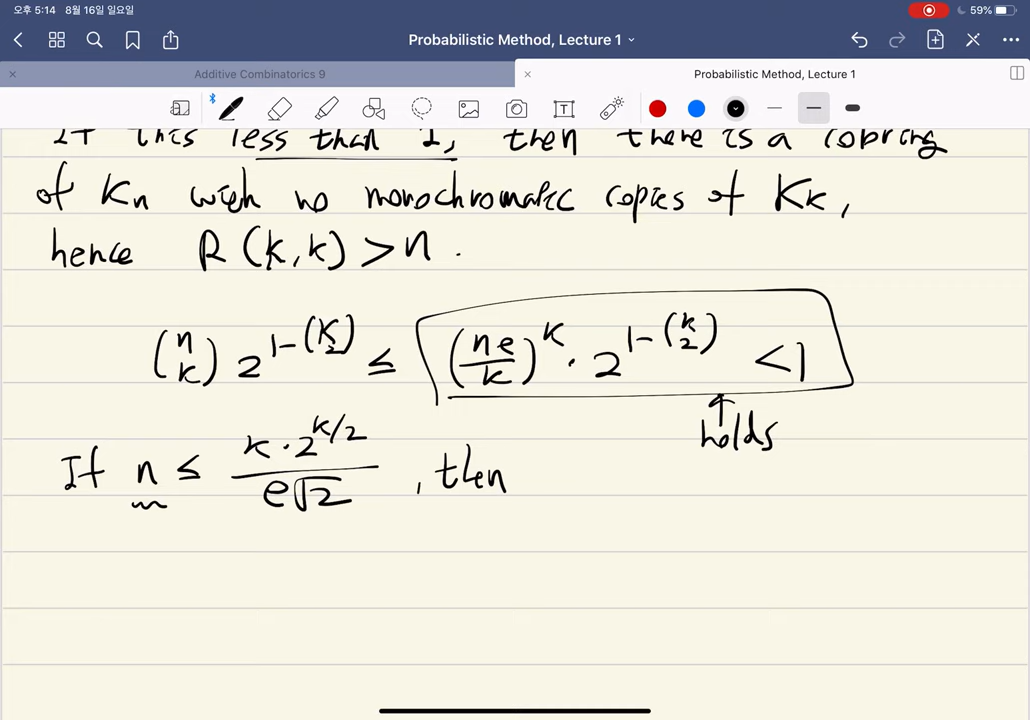 오후 5:14 8월 16일 일요일 59%
Probabilistic Method, Lecture 1
Additive Combinatorics 9
Probabilistic Method, Lecture 1
If this less than 1, then there is a coloring
of Kn with no monochromatic copies of Kk,
hence R(k,k) > n.
(n k) 2^{1-(k 2)} ≤ (ne/k)^k · 2^{1-(k 2)} < 1
holds
If n ≤ k·2^{k/2} / e√2, then